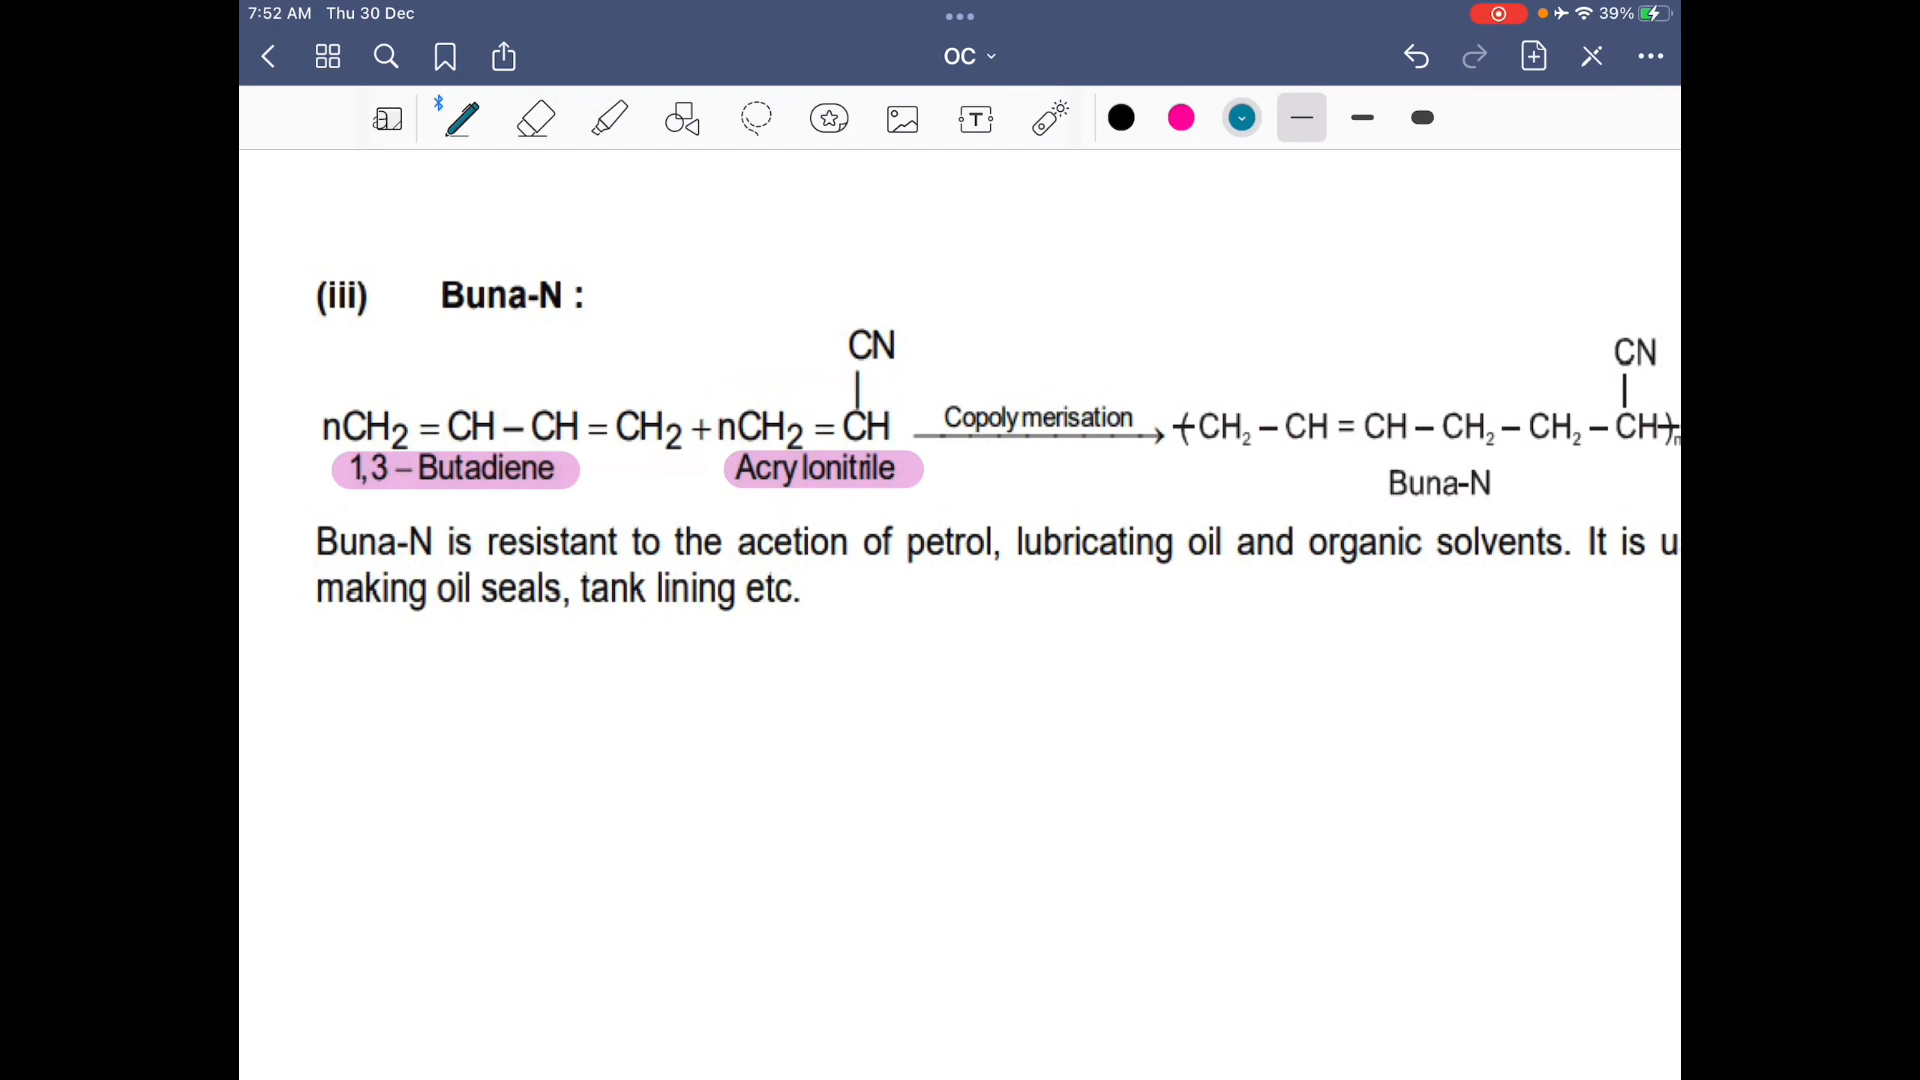 7:52 AM Thu 30 Dec
39%
OC
T
(iii) Buna-N :
CN
CN
nCH₂ = CH – CH = CH₂ + nCH₂ = CH Copolymerisation → (CH₂ – CH = CH – CH₂ – CH₂ – CH)n
1,3 – Butadiene Acrylonitrile
Buna-N
Buna-N is resistant to the acetion of petrol, lubricating oil and organic solvents. It is u
making oil seals, tank lining etc.